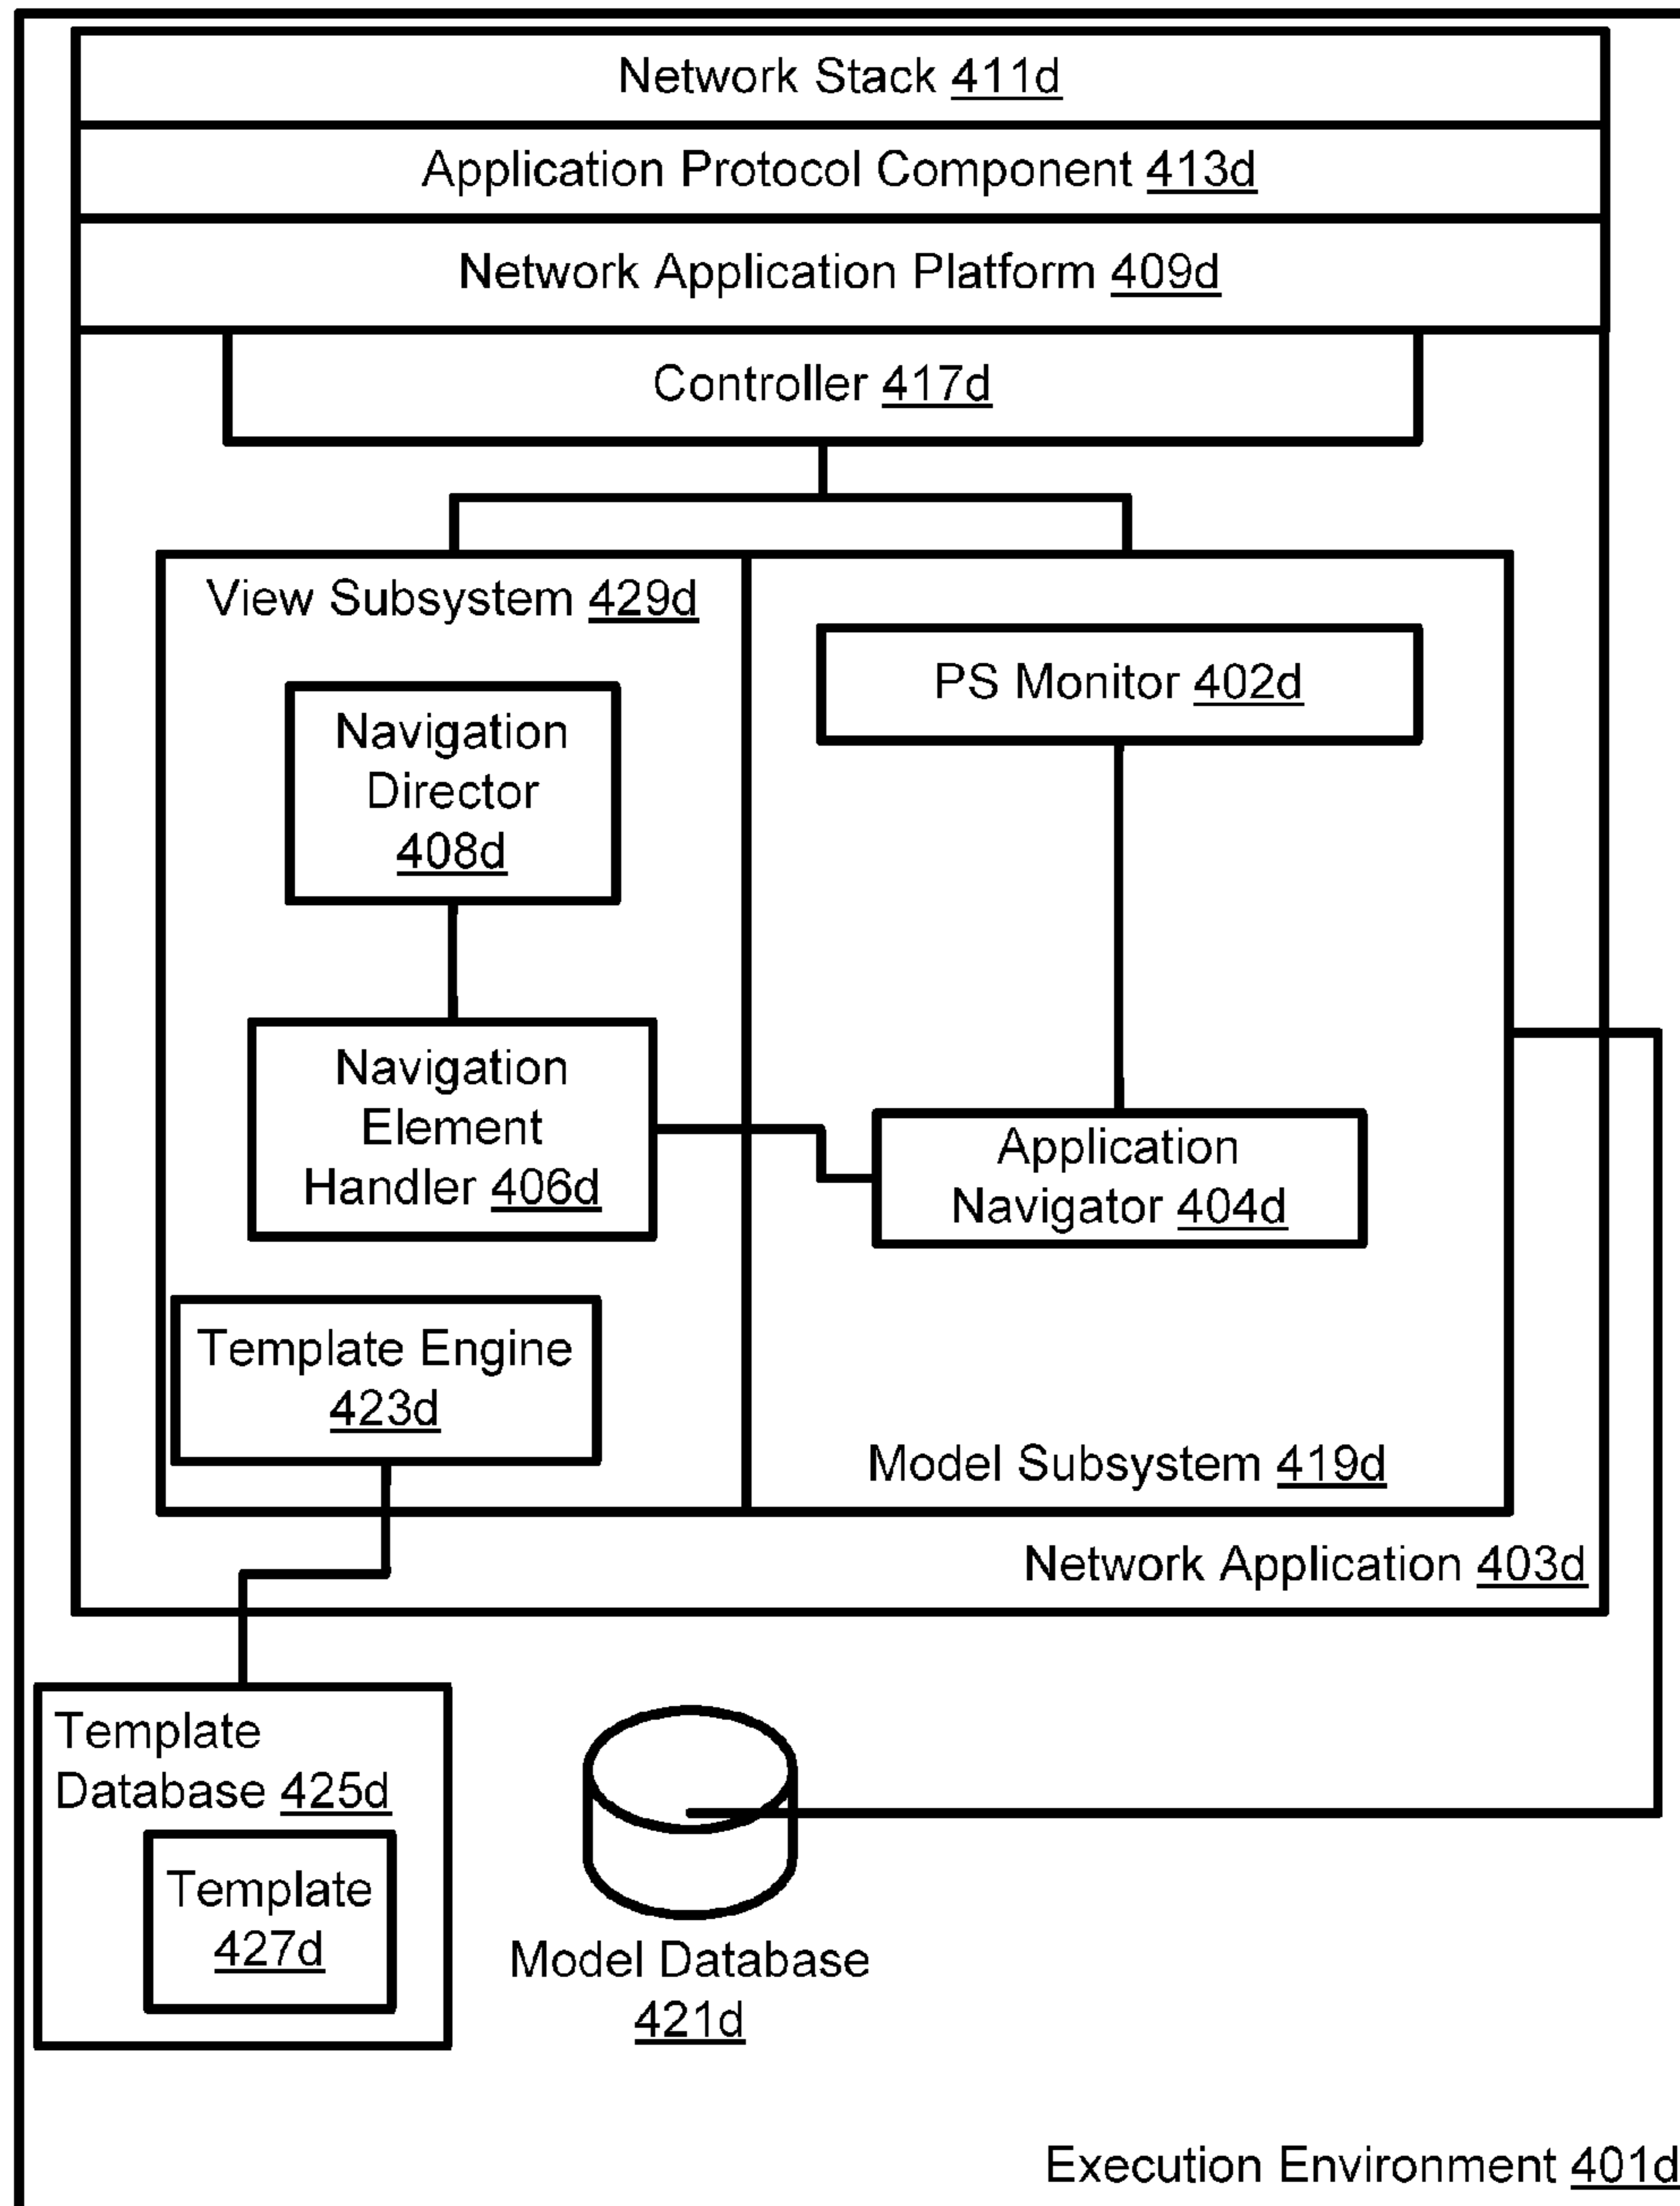 Network Stack 411d
Application Protocol Component 413d
Network Application Platform 409d
Controller 417d
View Subsystem 429d
PS Monitor 402d
Navigation
Director
408d
Navigation
Element
Handler 406d
Application
Navigator 404d
Template Engine
423d
Model Subsystem 419d
Network Application 403d
Template
Database 425d
Template
427d
Model Database
421d
Execution Environment 401d